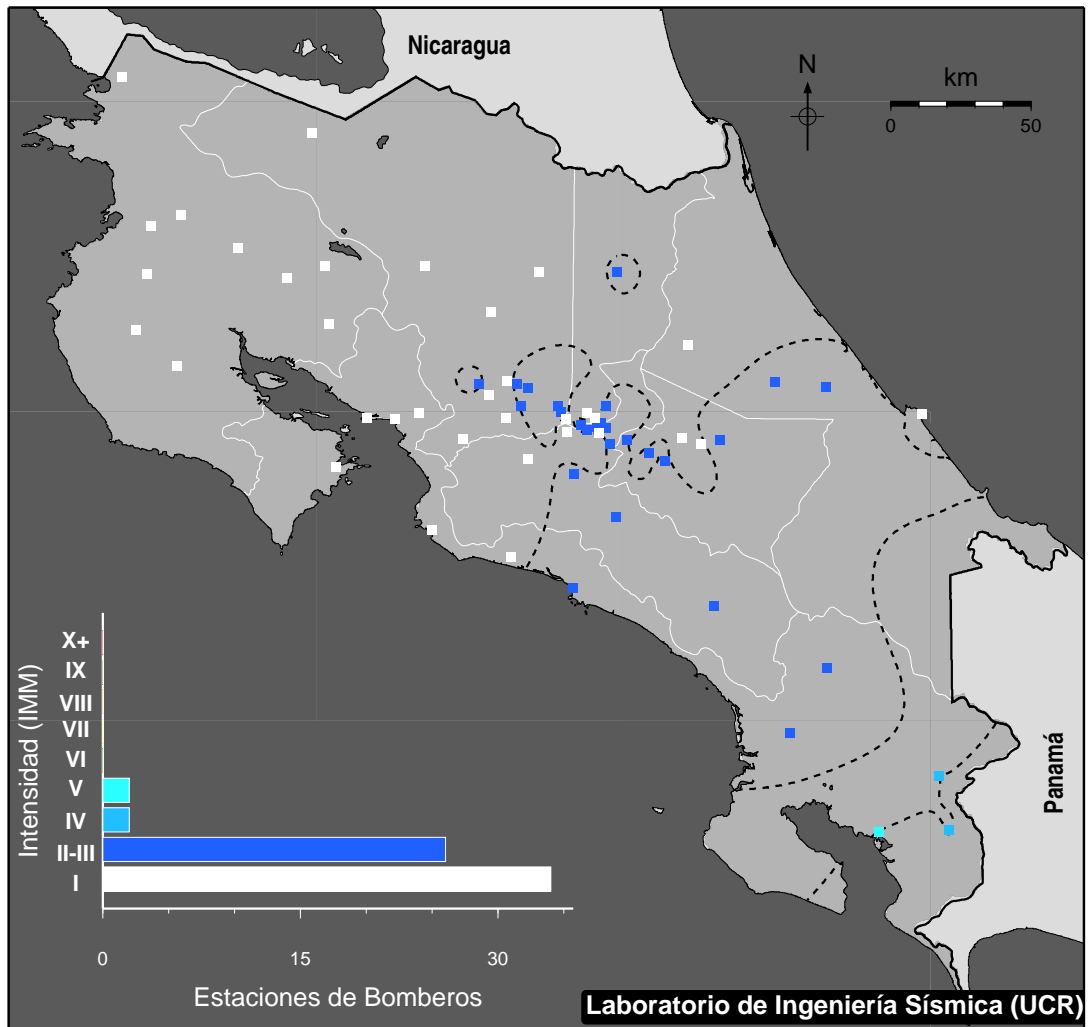 Nicaragua
N
km
0 50
Panamá
Intensidad (IMM)
X+
IX
VIII
VII
VI
V
IV
II-III
I
0 15 30
Estaciones de Bomberos
Laboratorio de Ingeniería Sísmica (UCR)